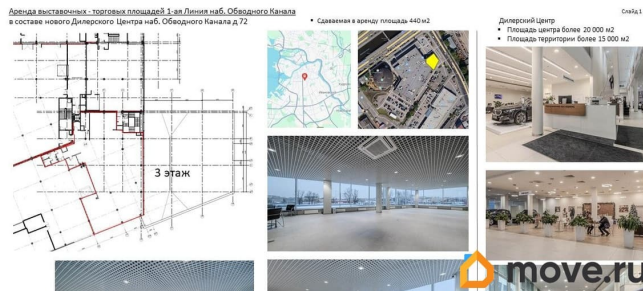 Аренда выставочных - торговых площадей 1-ая Линия наб. Обводного Канала
в составе нового Дилерского Центра наб. Обводного Канала д 72
• Сдаваемая в аренду площадь 440 м2
Дилерский Центр
• Площадь центра более 20 000 м2
• Площадь территории более 15 000 м2
Слайд 1
3 этаж
move.ru